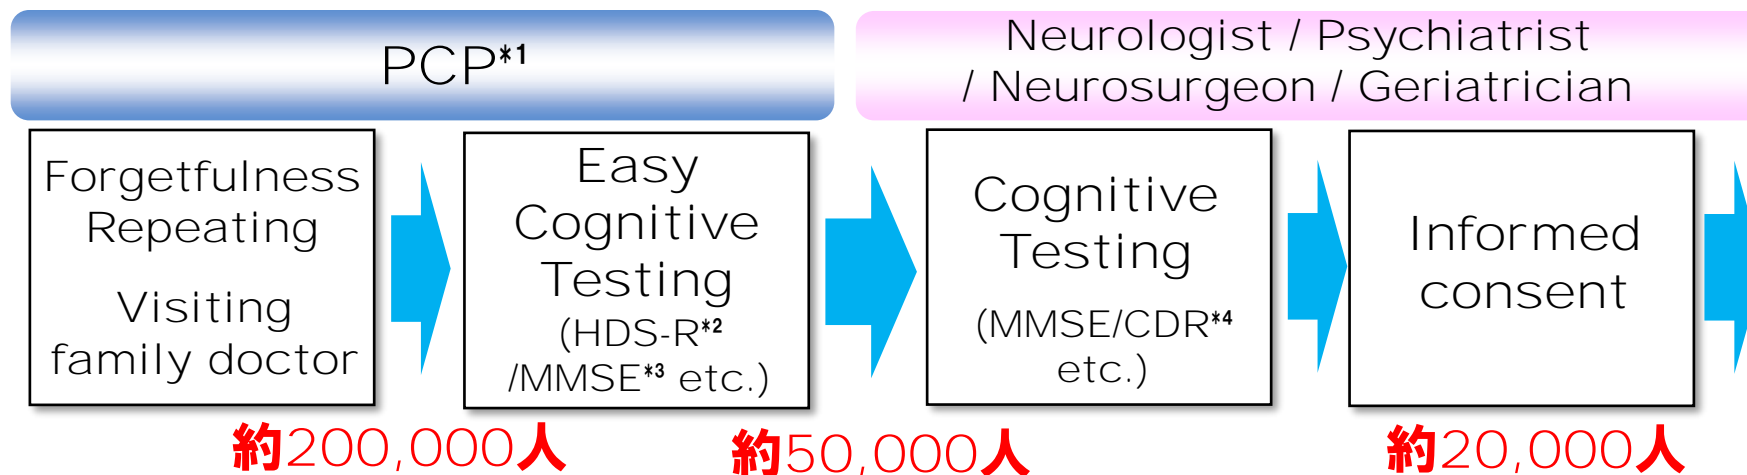 PCP*1
Neurologist / Psychiatrist
/ Neurosurgeon / Geriatrician
Forgetfulness
Repeating
Visiting
family doctor
Easy
Cognitive
Testing
(HDS-R*2
/MMSE*3 etc.)
Cognitive
Testing
(MMSE/CDR*4
etc.)
Informed
consent
約200,000人
約50,000人
約20,000人